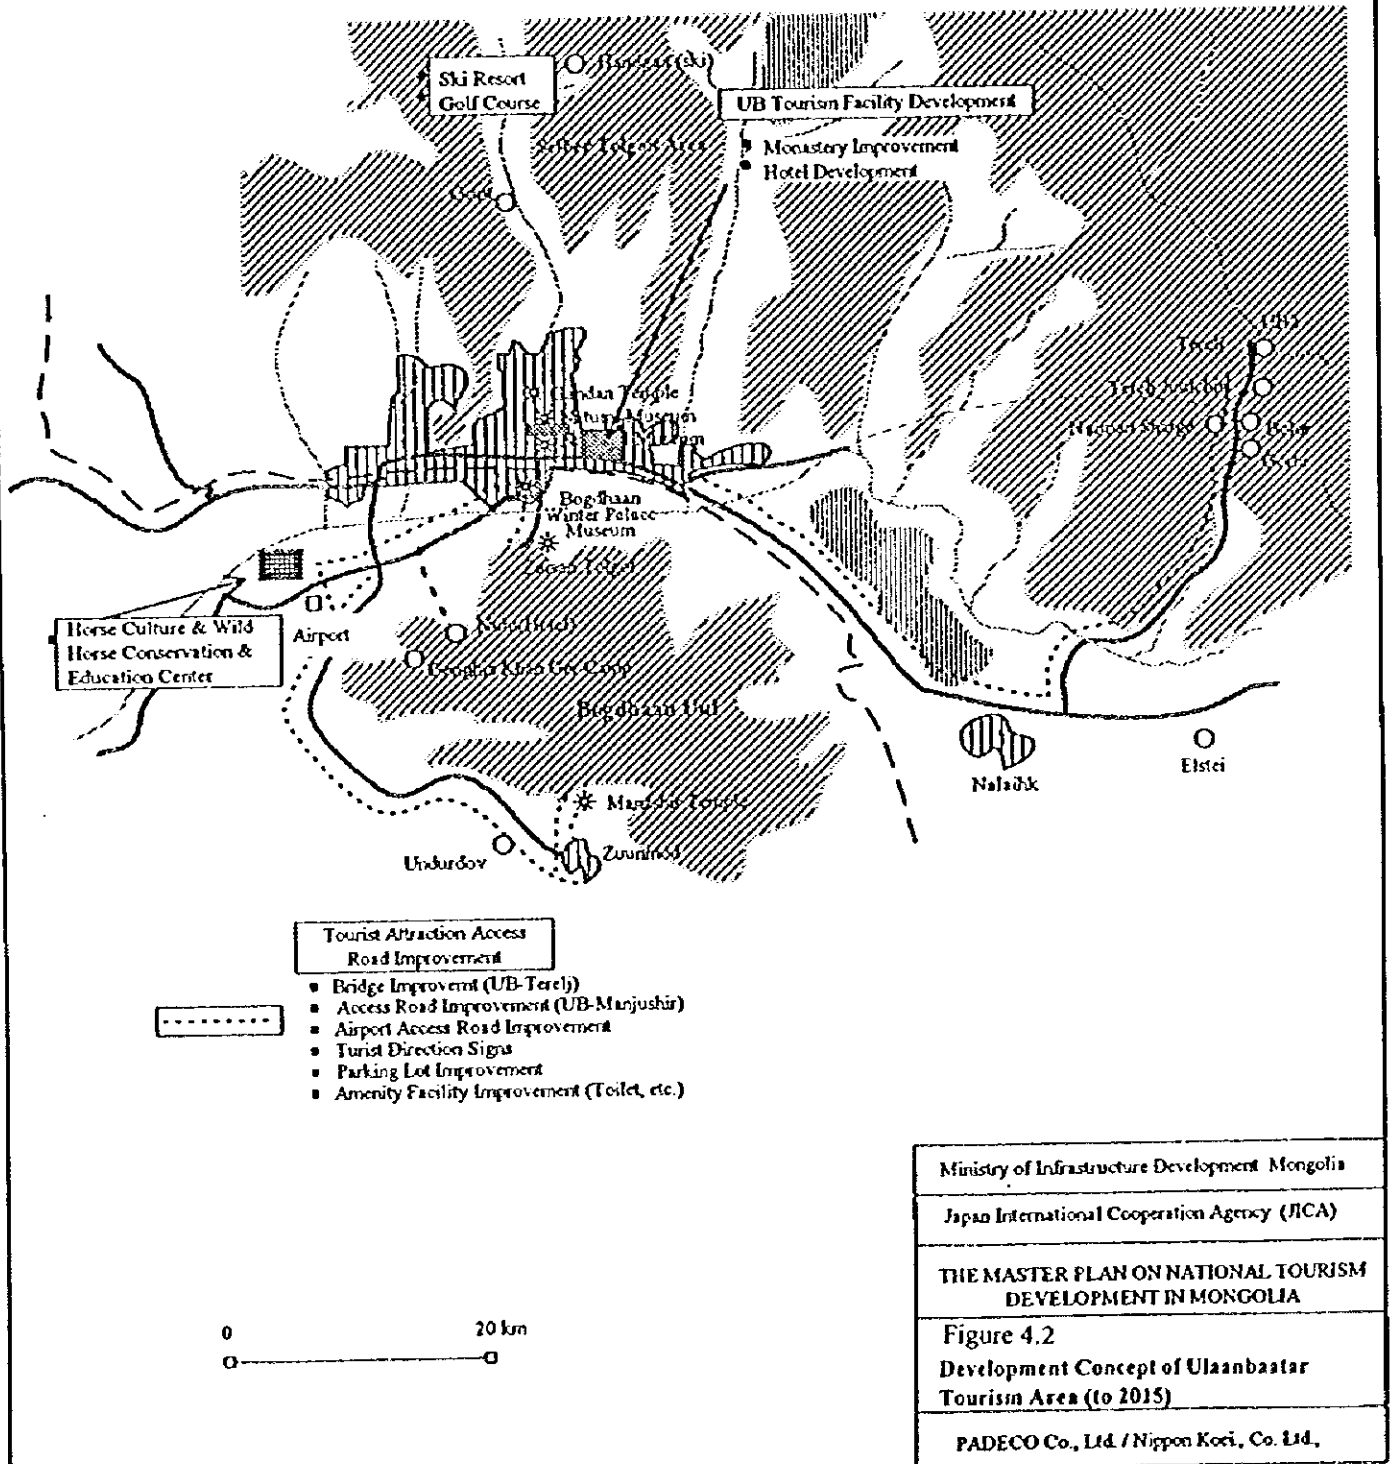 Ski Resort
Golf Course
(ski)
UB Tourism Facility Development
Monastery Improvement
Hotel Development
Area
Gandan Temple
Museum
Bogdhaan
Winter Palace
Museum
Horse Culture & Wild
Horse Conservation &
Education Center
Airport
Bogdhaan Uul
Nalaihk
Elstei
Temple
Undurdov
Zuunmod
Tourist Attraction Access
Road Improvement
Bridge Improvemt (UB-Terelj)
Access Road Improvement (UB-Manjushir)
Airport Access Road Improvement
Turist Direction Signs
Parking Lot Improvement
Amenity Facility Improvement (Toilet, etc.)
Ministry of Infrastructure Development Mongolia
Japan International Cooperation Agency (JICA)
THE MASTER PLAN ON NATIONAL TOURISM
DEVELOPMENT IN MONGOLIA
0
20 km
Figure 4.2
Development Concept of Ulaanbaatar
Tourism Area (to 2015)
PADECO Co., Ltd. / Nippon Koei, Co. Ltd.,